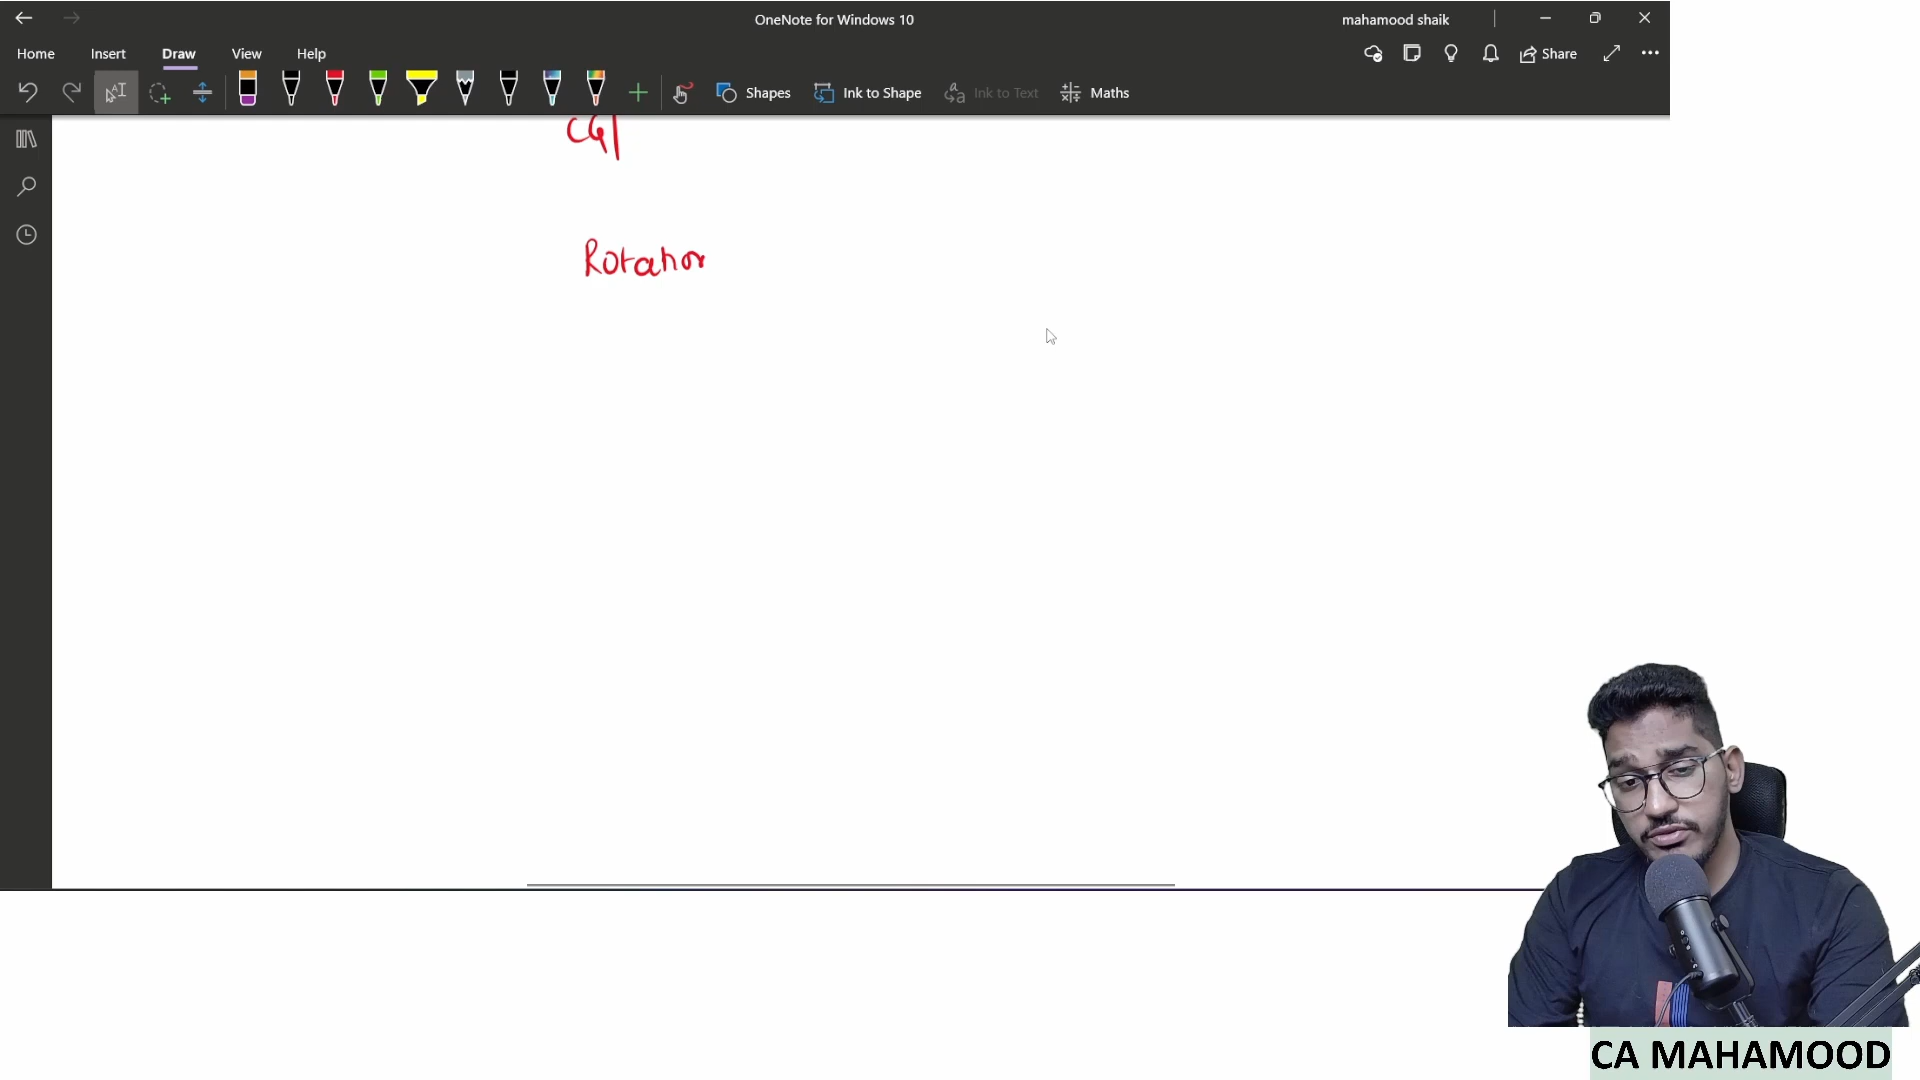 OneNote for Windows 10
mahamood shaik
Home Insert Draw View Help
Share
Shapes Ink to Shape Ink to Text Maths
Rotation
CA MAHAMOOD